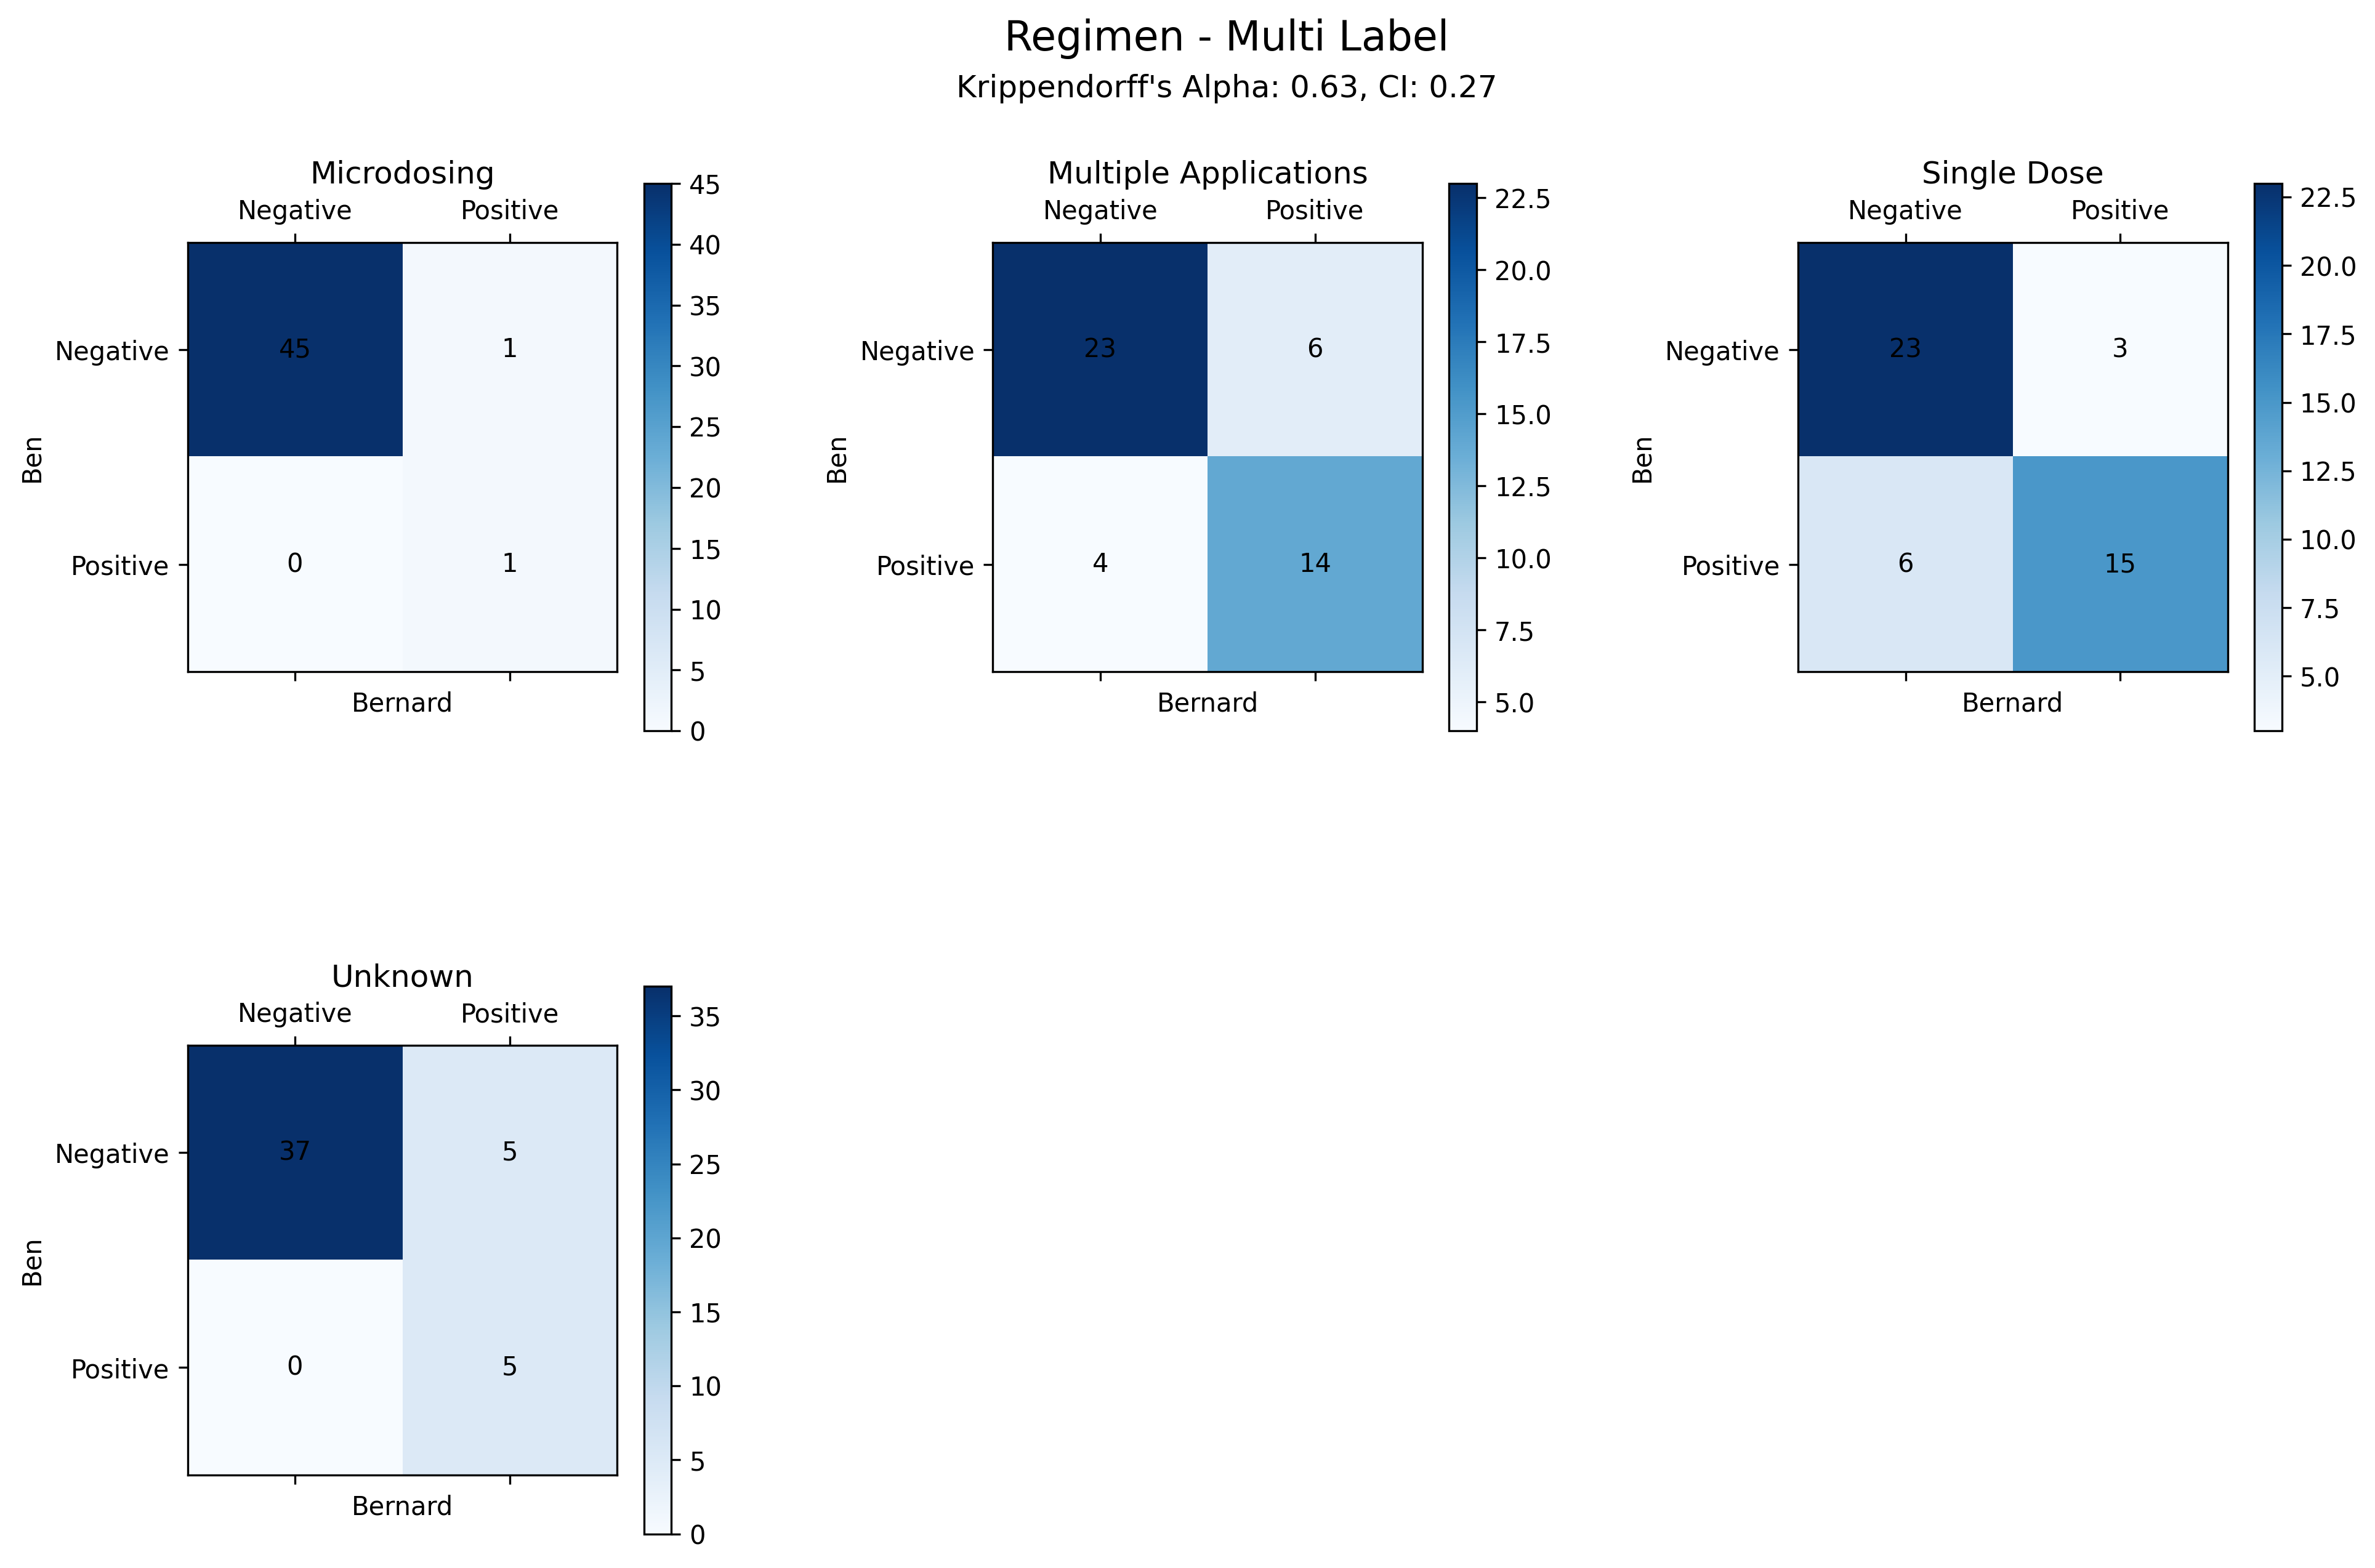 Regimen - Multi Label
Krippendorff's Alpha: 0.63, CI: 0.27
Microdosing
Negative Positive
Negative 45 1
Positive 0 1
Ben
Bernard
45
40
35
30
25
20
15
10
5
0
Multiple Applications
Negative Positive
Negative 23 6
Positive 4 14
Ben
Bernard
22.5
20.0
17.5
15.0
12.5
10.0
7.5
5.0
Single Dose
Negative Positive
Negative 23 3
Positive 6 15
Ben
Bernard
22.5
20.0
17.5
15.0
12.5
10.0
7.5
5.0
Unknown
Negative Positive
Negative 37 5
Positive 0 5
Ben
Bernard
35
30
25
20
15
10
5
0